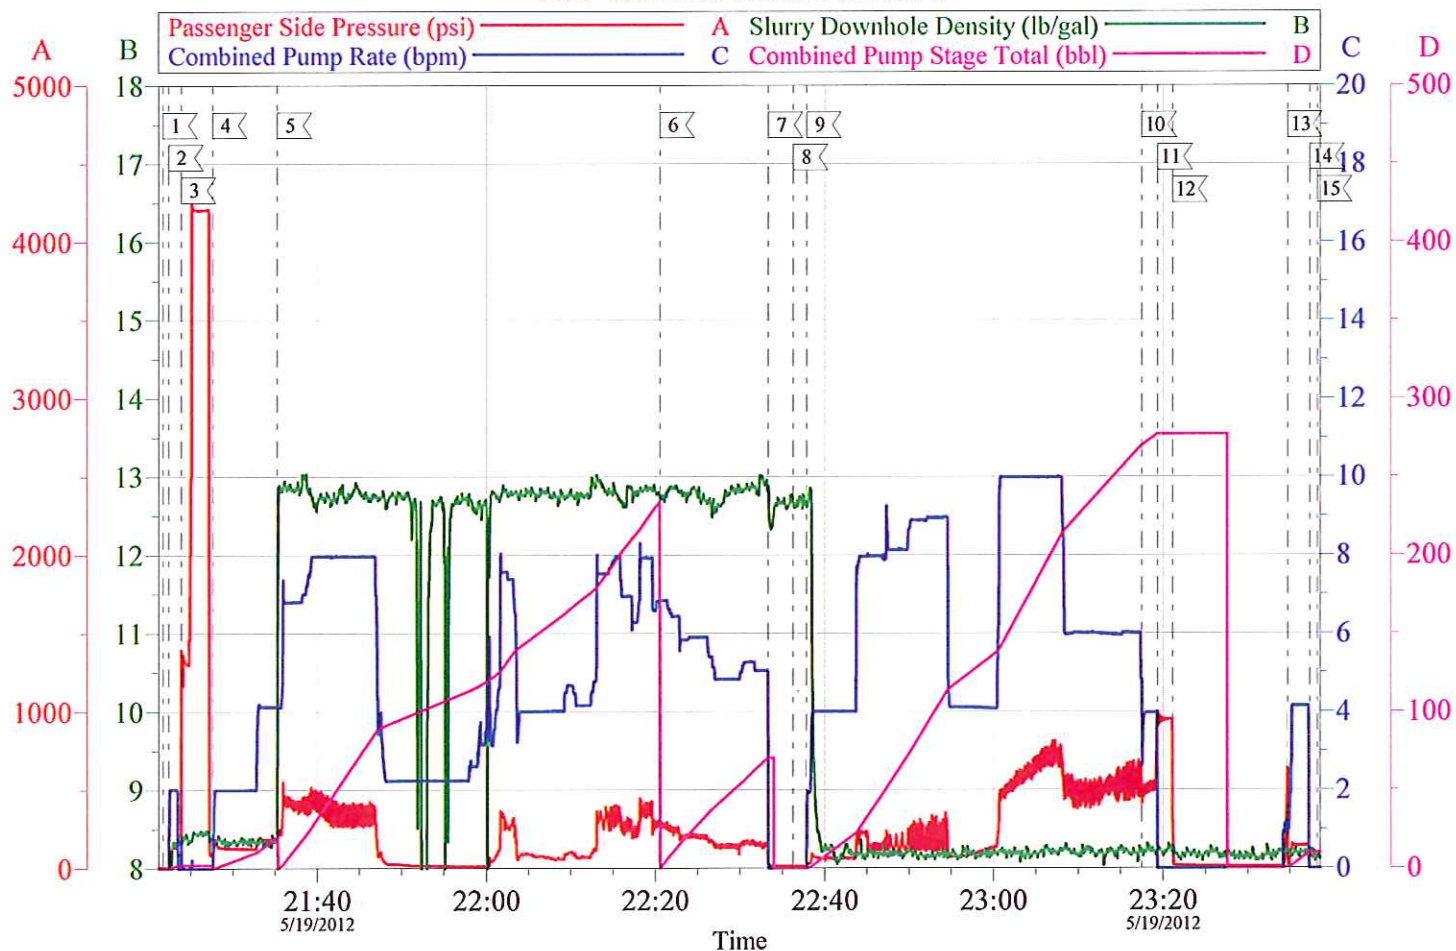 Passenger Side Pressure (psi) A Slurry Downhole Density (lb/gal) B
Combined Pump Rate (bpm) C Combined Pump Stage Total (bbl) D
A B C D
5000 18 20 500
1 4 5 6 7 9 10 13
2 8 11 14
17 18
3 12 15
4000 16 16 400
15 14
3000 14 12 300
13 10
2000 12 8 200
11 6
1000 10 4 100
9 2
0 8 0 0
21:40 22:00 22:20 22:40 23:00 23:20
5/19/2012 5/19/2012
Time